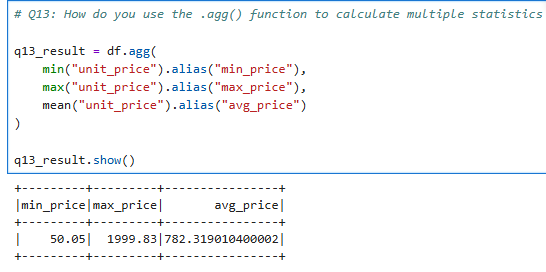 # Q13: How do you use the .agg() function to calculate multiple statistics
q13_result = df.agg(
    min("unit_price").alias("min_price"),
    max("unit_price").alias("max_price"),
    mean("unit_price").alias("avg_price")
)
q13_result.show()
+---------+---------+----------------+
|min_price|max_price|       avg_price|
+---------+---------+----------------+
|    50.05|  1999.83|782.319010400002|
+---------+---------+----------------+